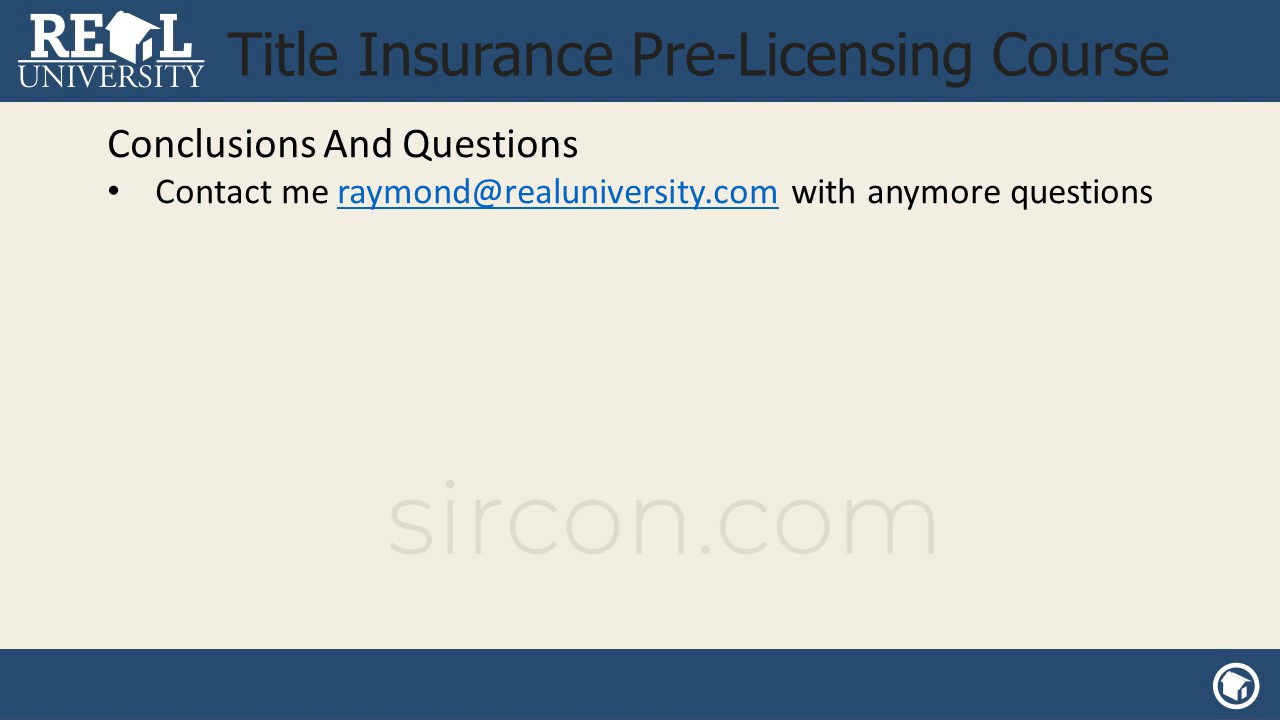 REAL
UNIVERSITY
Title Insurance Pre-Licensing Course
Conclusions And Questions
• Contact me raymond@realuniversity.com with anymore questions
sircon.com